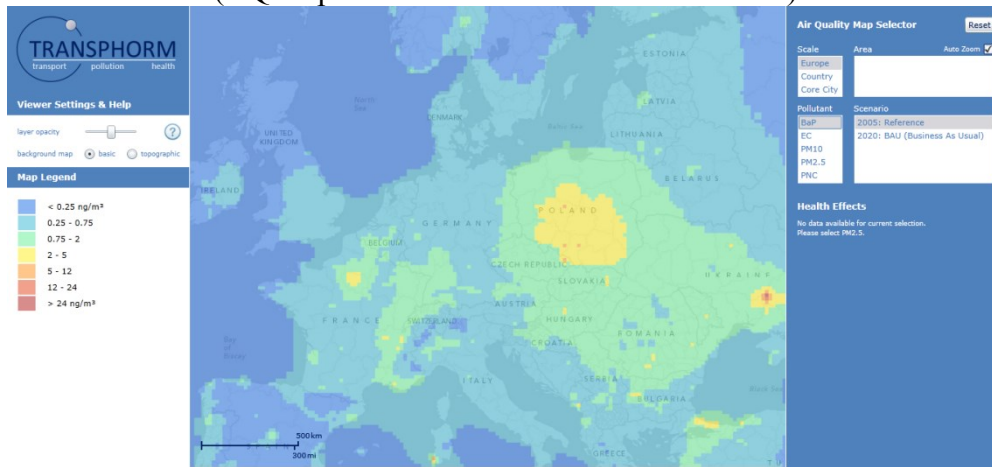 TRANSPHORM
transport pollution health
Viewer Settings & Help
layer opacity
?
background map basic topographic
Map Legend
< 0.25 ng/m³
0.25 - 0.75
0.75 - 2
2 - 5
5 - 12
12 - 24
> 24 ng/m³
North
Sea
ESTONIA
LATVIA
DENMARK
Baltic Sea
LITHUANIA
UNITED
KINGDOM
BELARUS
IRELAND
POLAND
GERMANY
BELGIUM
CZECH REPUBLIC
UKRAINE
SLOVAKIA
AUSTRIA
FRANCE
SWITZERLAND
HUNGARY
ROMANIA
CROATIA
Bay
of
Biscay
ITALY
SERBIA
BULGARIA
Black Sea
500km
300mi
GREECE
Air Quality Map Selector Reset
Scale Area Auto Zoom
Europe
Country
Core City
Pollutant Scenario
BaP 2005: Reference
EC 2020: BAU (Business As Usual)
PM10
PM2.5
PNC
Health Effects
No data available for current selection.
Please select PM2.5.